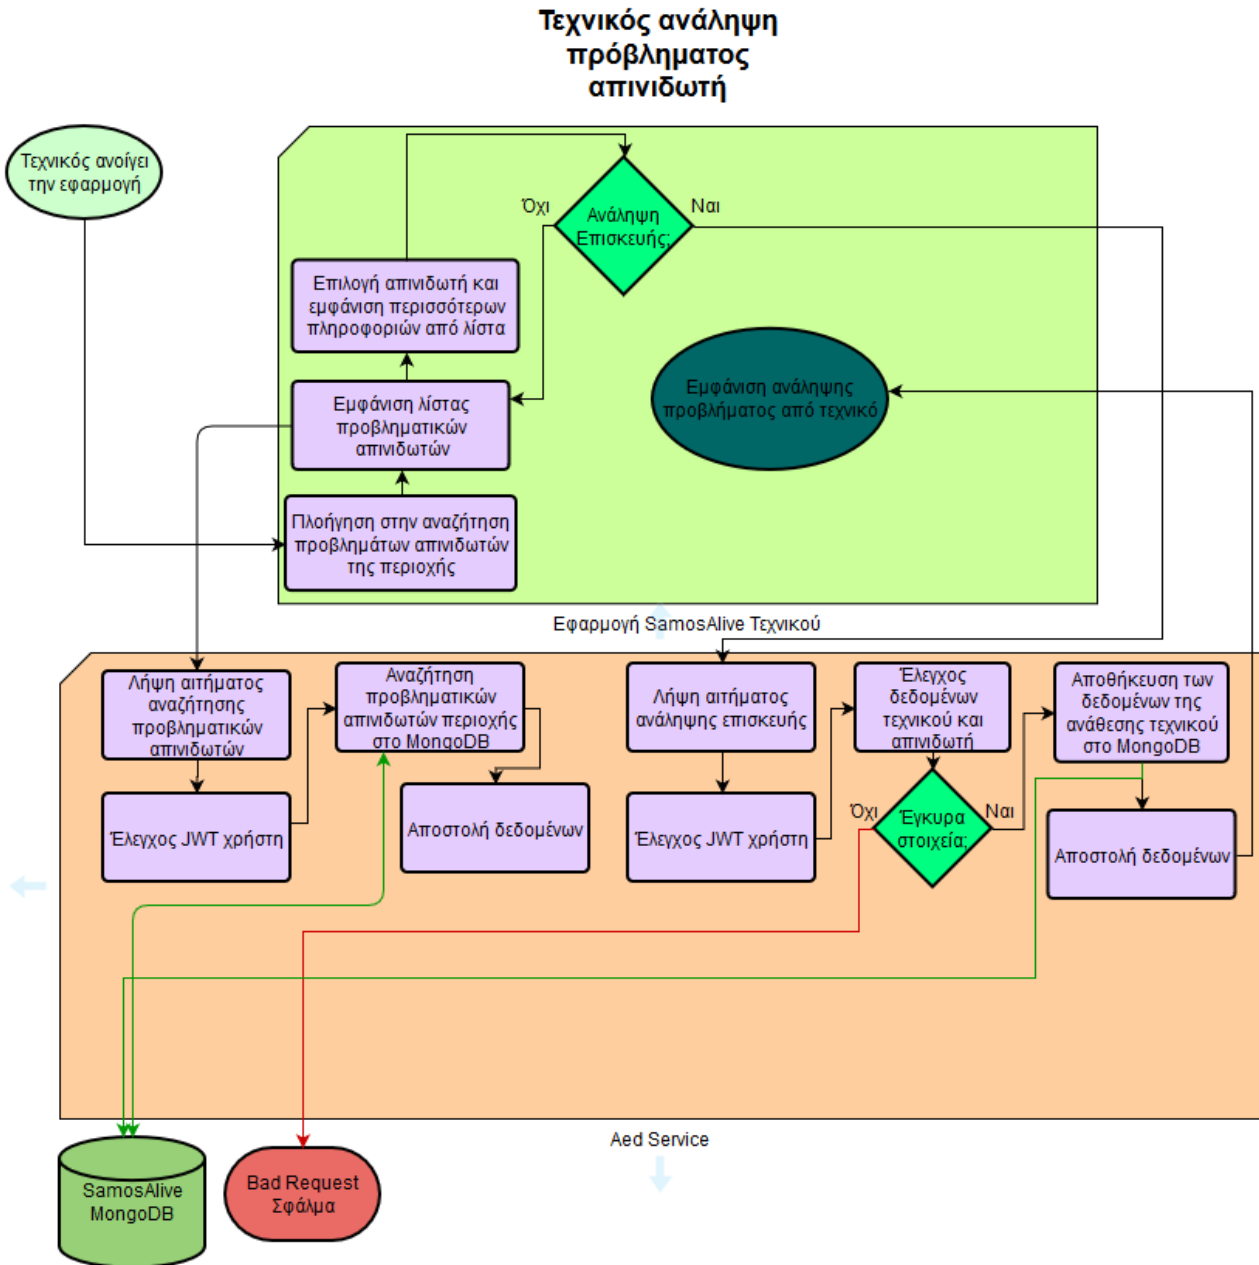 Τεχνικός ανάληψη
πρόβληματος
απινιδωτή
Τεχνικός ανοίγει
την εφαρμογή
Όχι
Ανάληψη
Επισκευής;
Ναι
Επιλογή απινιδωτή και
εμφάνιση περισσότερων
πληροφοριών από λίστα
Εμφάνιση ανάληψης
προβλήματος από τεχνικό
Εμφάνιση λίστας
προβληματικών
απινιδωτών
Πλοήγηση στην αναζήτηση
προβλημάτων απινιδωτών
της περιοχής
Εφαρμογή SamosAlive Τεχνικού
Λήψη αιτήματος
αναζήτησης
προβληματικών
απινιδωτών
Αναζήτηση
προβληματικών
απινιδωτών περιοχής
στο MongoDB
Λήψη αιτήματος
ανάληψης επισκευής
Έλεγχος
δεδομένων
τεχνικού και
απινιδωτή
Αποθήκευση των
δεδομένων της
ανάθεσης τεχνικού
στο MongoDB
Έλεγχος JWT χρήστη
Αποστολή δεδομένων
Έλεγχος JWT χρήστη
Όχι
Έγκυρα
στοιχεία;
Ναι
Αποστολή δεδομένων
Aed Service
SamosAlive
MongoDB
Bad Request
Σφάλμα